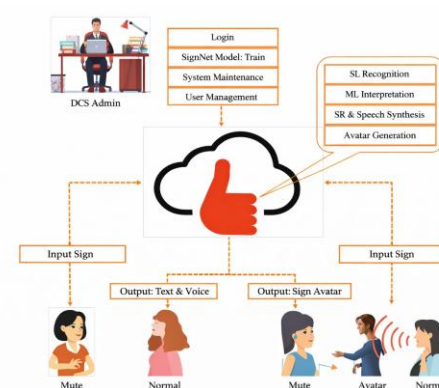 Login
SignNet Model: Train
System Maintenance
User Management
DCS Admin
SL Recognition
ML Interpretation
SR & Speech Synthesis
Avatar Generation
Input Sign
Input Sign
Output: Text & Voice
Output: Sign Avatar
Mute
Normal
Mute
Avatar
Norm